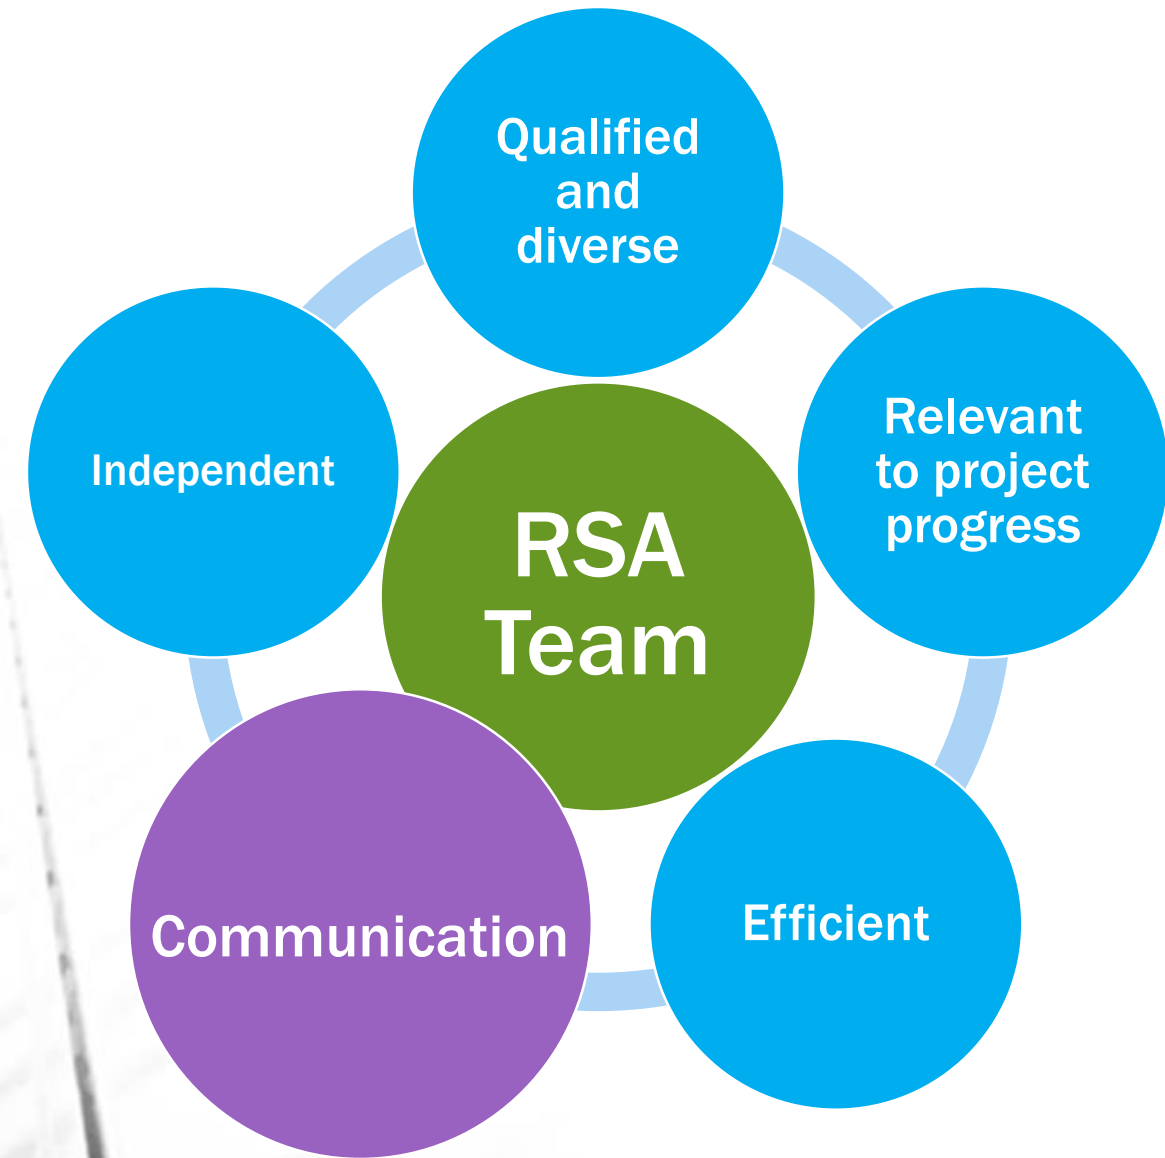 Qualified
and
diverse
Relevant
to project
progress
Independent
RSA
Team
Communication
Efficient